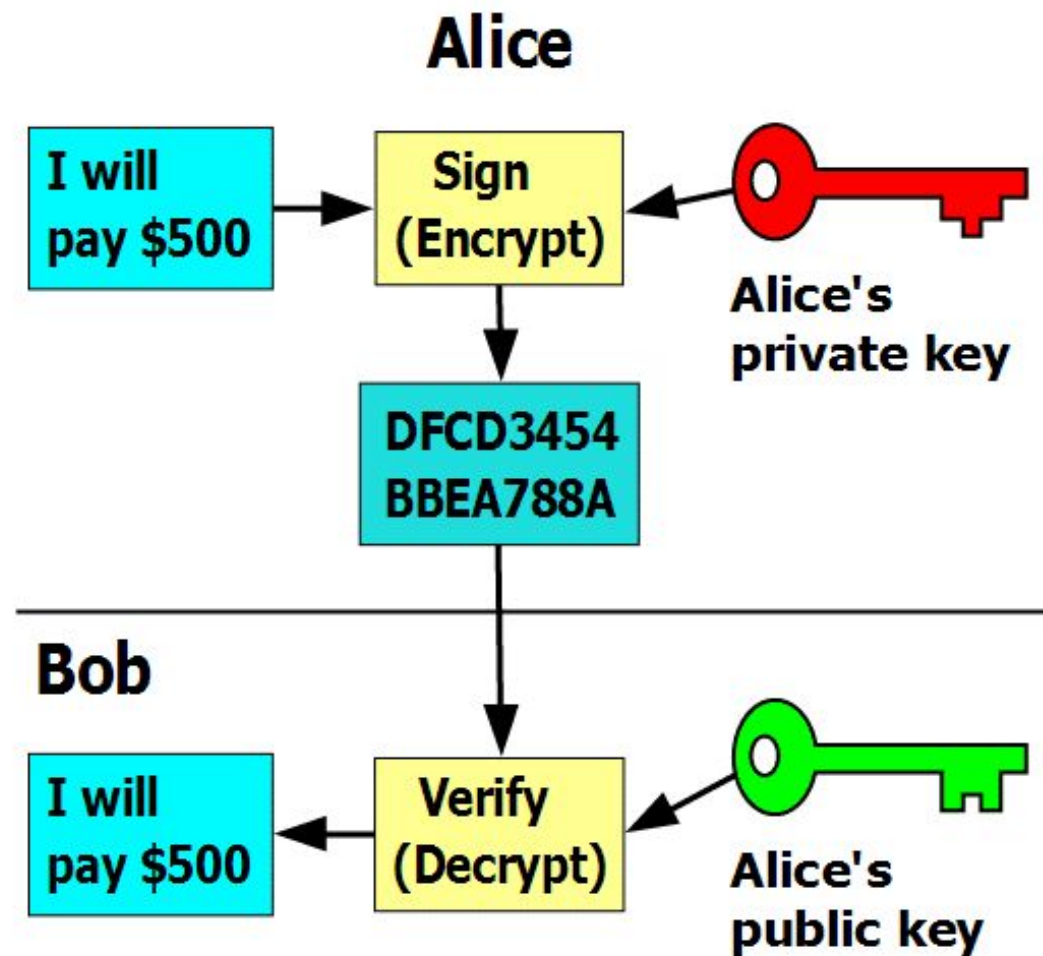 Alice
I will
pay $500
Sign
(Encrypt)
Alice's
private key
DFCD3454
BBEA788A
Bob
I will
pay $500
Verify
(Decrypt)
Alice's
public key